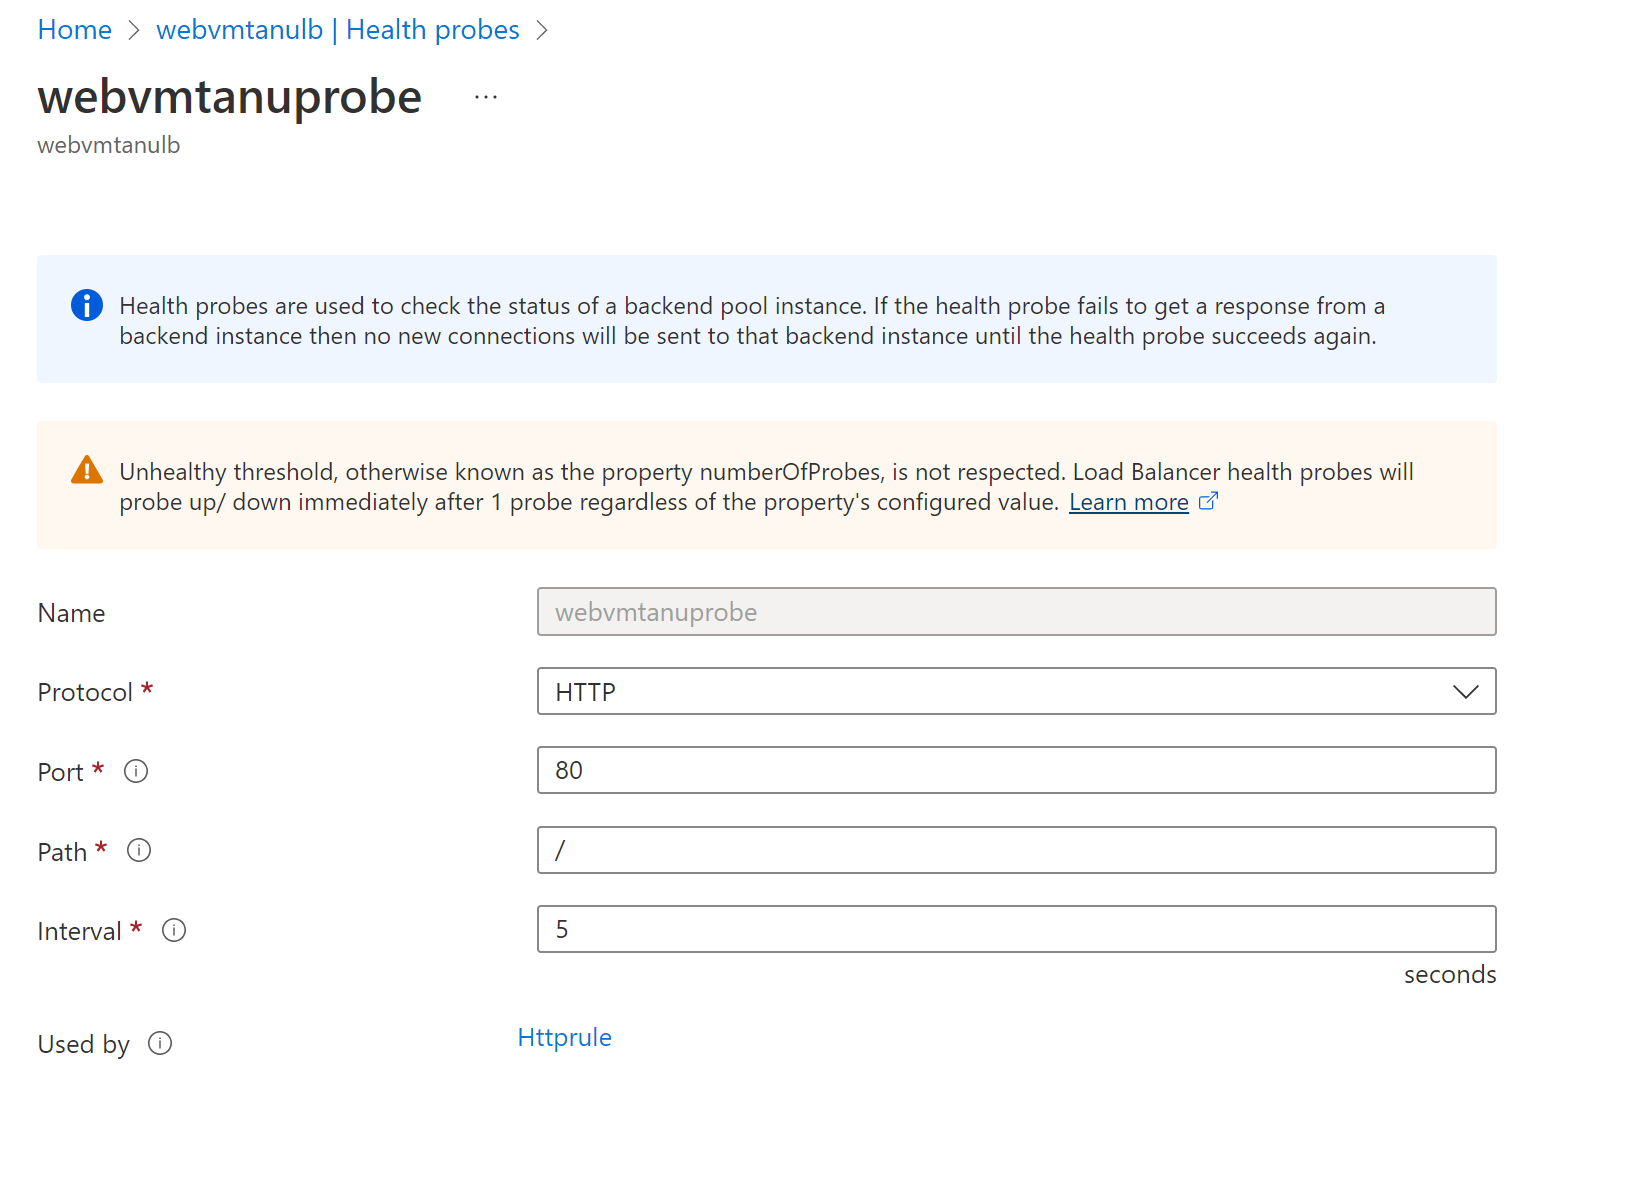 Home > webvmtanulb | Health probes >
webvmtanuprobe ...
webvmtanulb
Health probes are used to check the status of a backend pool instance. If the health probe fails to get a response from a
backend instance then no new connections will be sent to that backend instance until the health probe succeeds again.
Unhealthy threshold, otherwise known as the property numberOfProbes, is not respected. Load Balancer health probes will
probe up/ down immediately after 1 probe regardless of the property's configured value. Learn more
Name webvmtanuprobe
Protocol * HTTP
Port * 80
Path * /
Interval * 5
seconds
Used by Httprule